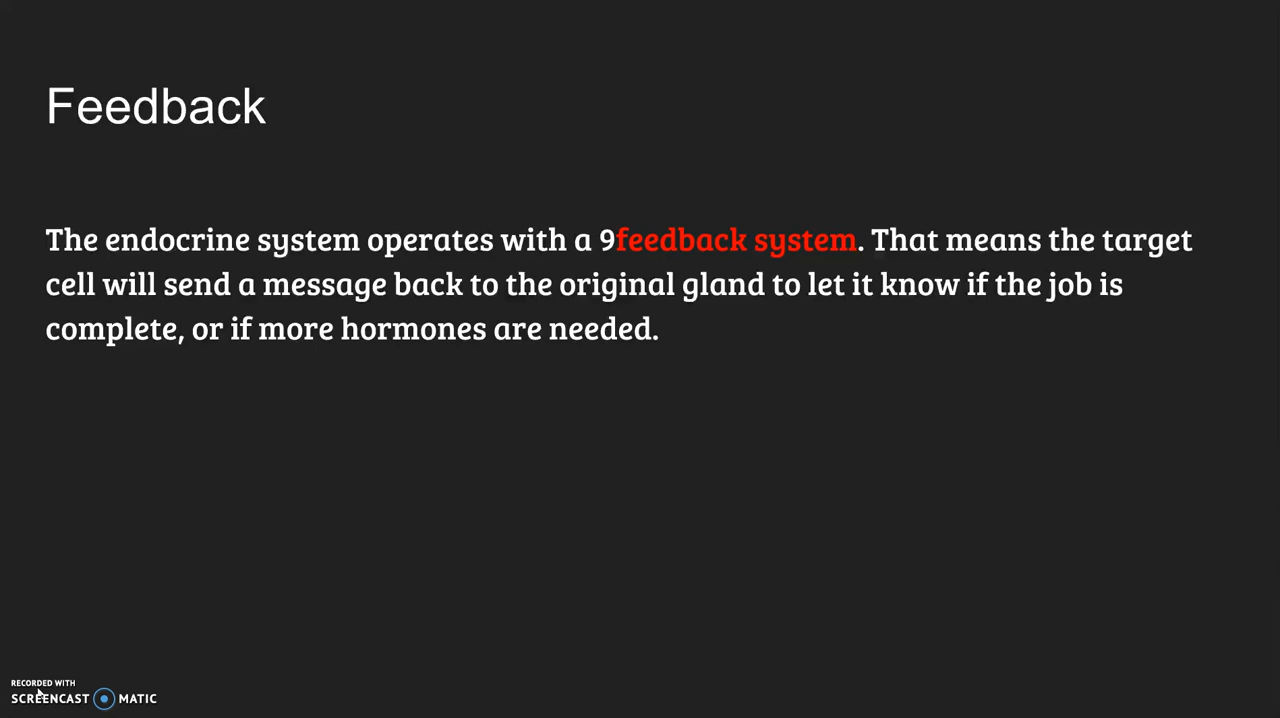 Feedback
The endocrine system operates with a 9feedback system. That means the target
cell will send a message back to the original gland to let it know if the job is
complete, or if more hormones are needed.
RECORDED WITH
SCREENCAST MATIC